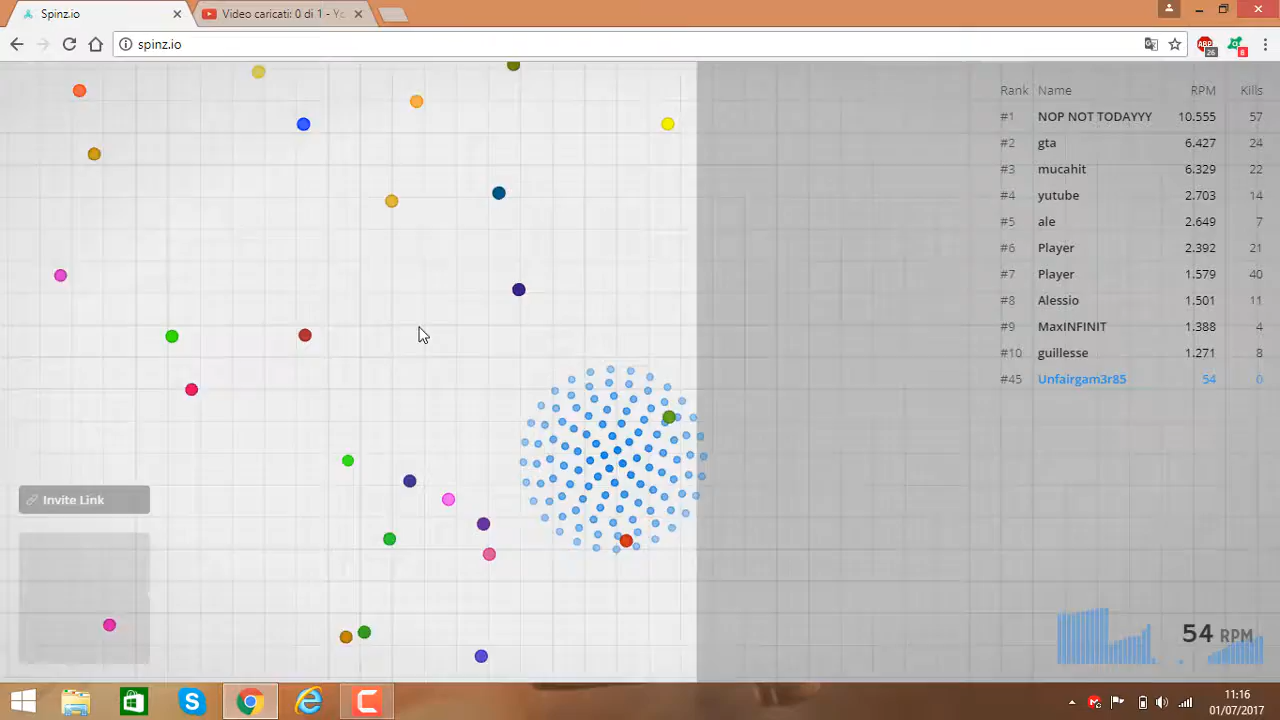 Spinz.io
Video caricati: 0 di 1 - Yo
spinz.io
26
8
Rank Name RPM Kills
#1 NOP NOT TODAYYY 10.555 57
#2 gta 6.427 24
#3 mucahit 6.329 22
#4 yutube 2.703 14
#5 ale 2.649 7
#6 Player 2.392 21
#7 Player 1.579 40
#8 Alessio 1.501 11
#9 MaxINFINIT 1.388 4
#10 guillesse 1.271 8
#45 Unfairgam3r85 54 0
Invite Link
54 RPM
11:16
01/07/2017